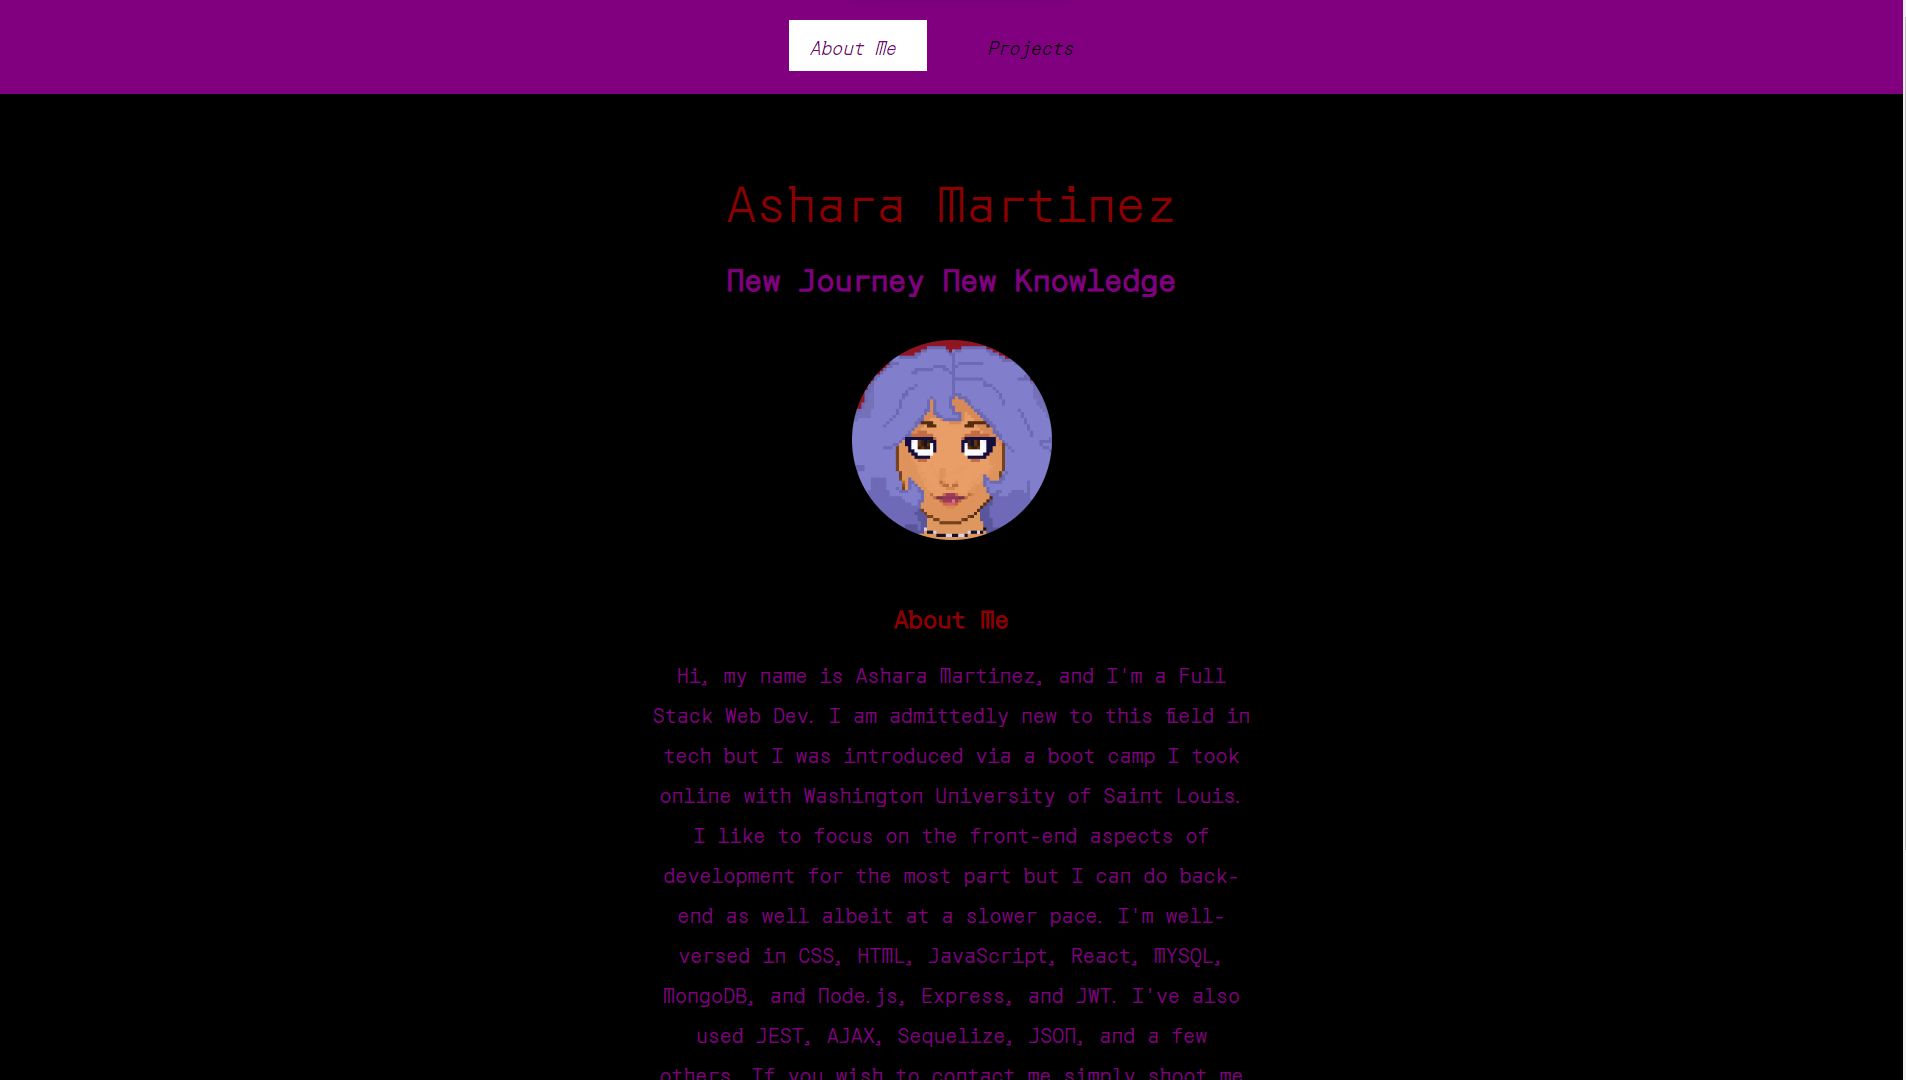 About Me
Projects
Ashara Martinez
New Journey New Knowledge
About Me
Hi, my name is Ashara Martinez, and I'm a Full
Stack Web Dev. I am admittedly new to this field in
tech but I was introduced via a boot camp I took
online with Washington University of Saint Louis.
I like to focus on the front-end aspects of
development for the most part but I can do back-
end as well albeit at a slower pace. I'm well-
versed in CSS, HTML, JavaScript, React, MYSQL,
MongoDB, and Node.js, Express, and JWT. I've also
used JEST, AJAX, Sequelize, JSON, and a few
others. If you wish to contact me simply shoot me